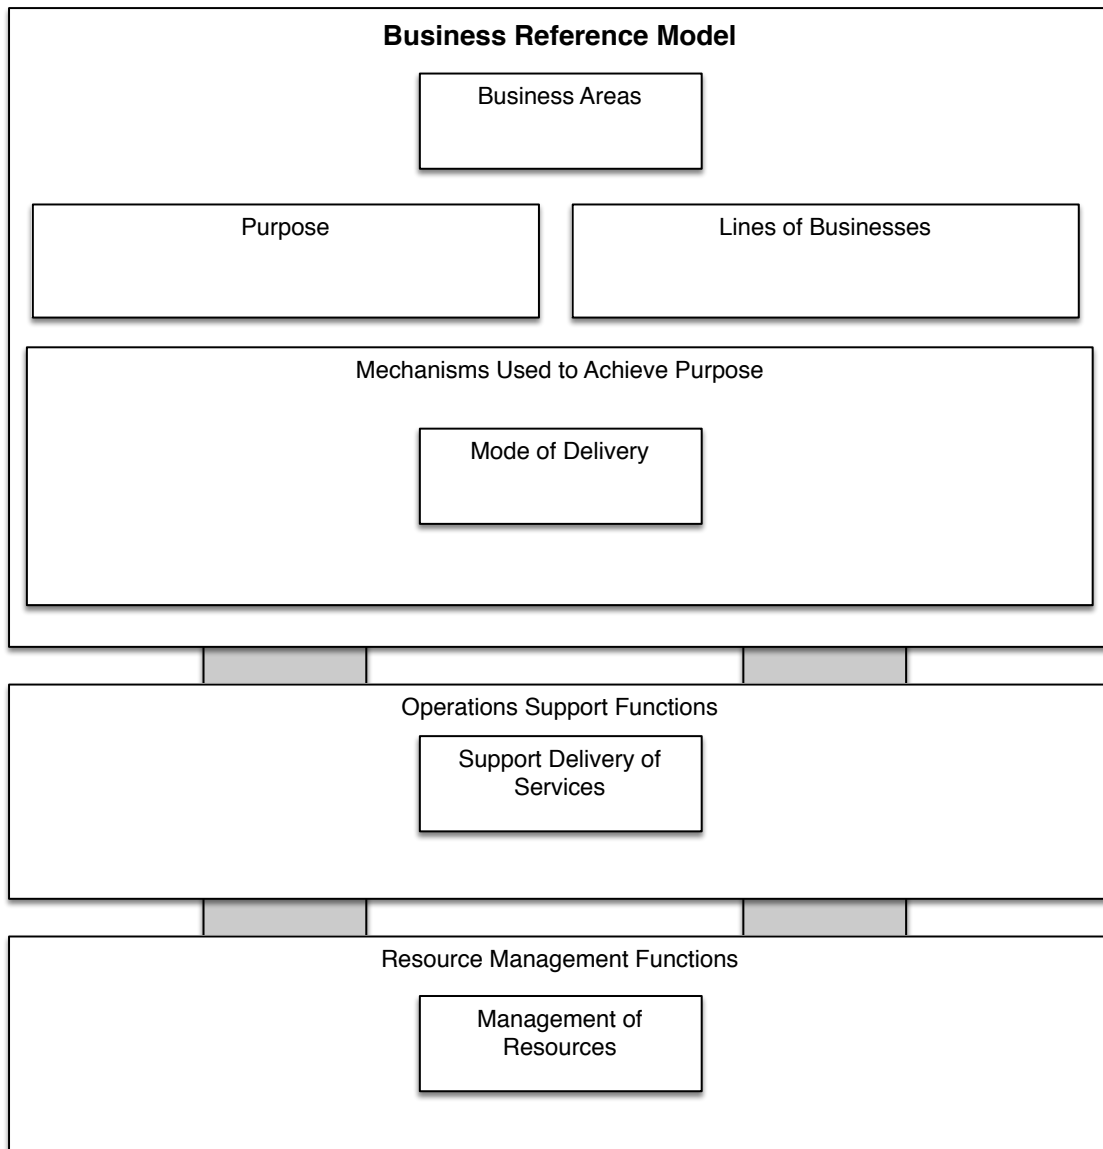 Business Reference Model
Business Areas
Purpose
Lines of Businesses
Mechanisms Used to Achieve Purpose
Mode of Delivery
Operations Support Functions
Support Delivery of
Services
Resource Management Functions
Management of
Resources